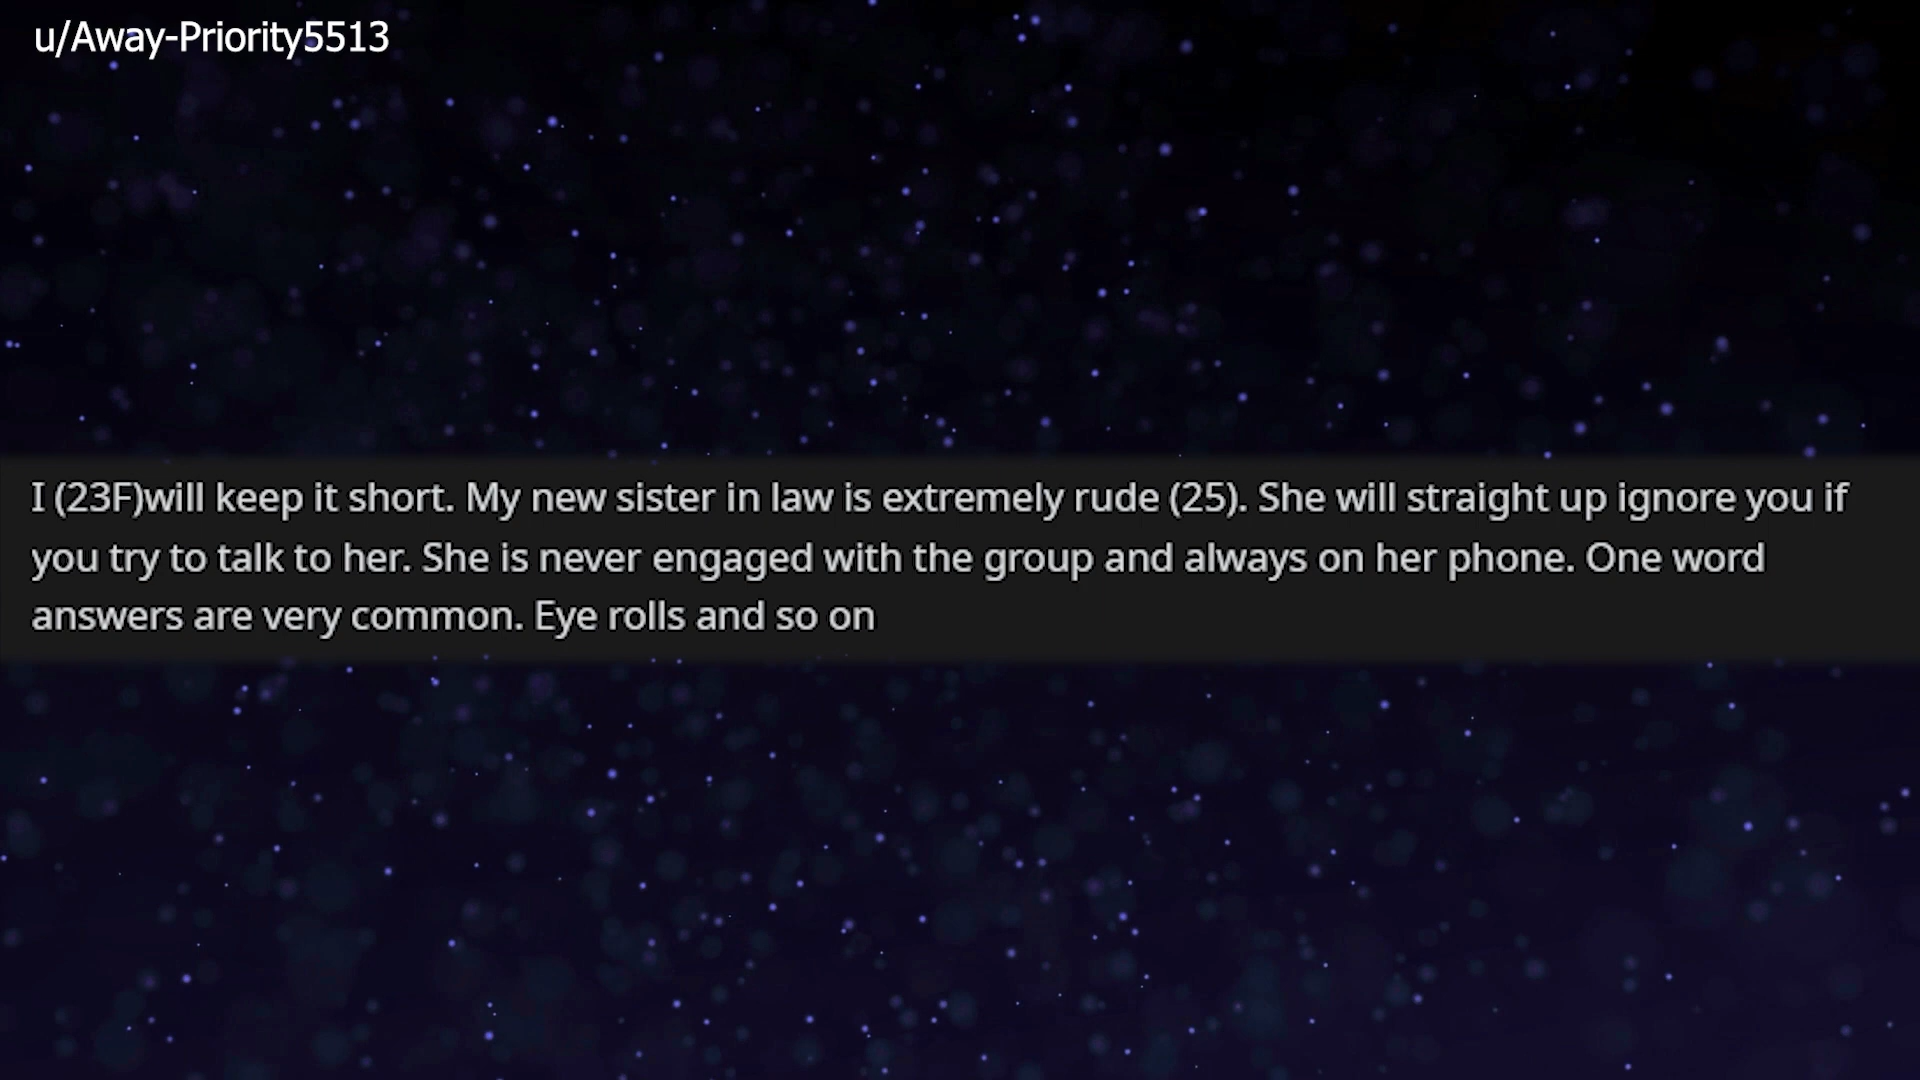 u/Away-Priority5513
I (23F)will keep it short. My new sister in law is extremely rude (25). She will straight up ignore you if
you try to talk to her. She is never engaged with the group and always on her phone. One word
answers are very common. Eye rolls and so on